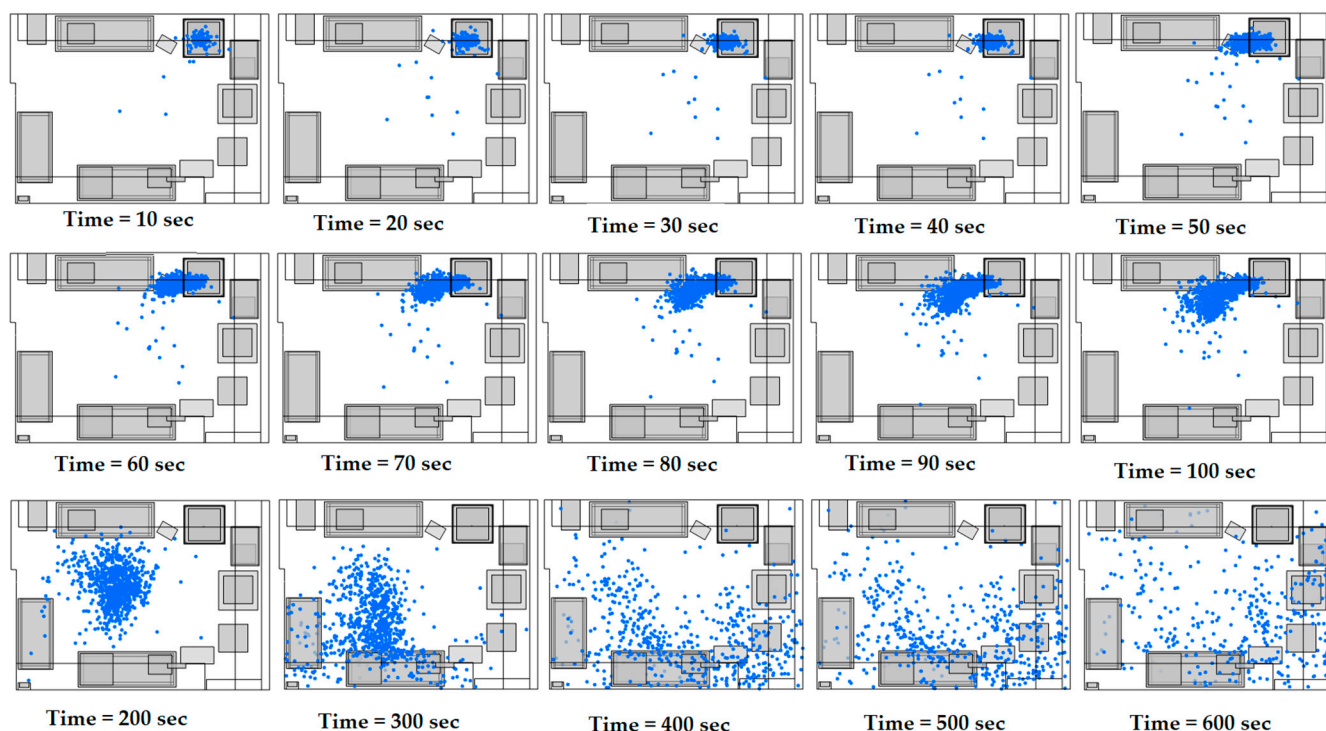 Time = 10 sec
Time = 20 sec
Time = 30 sec
Time = 40 sec
Time = 50 sec
Time = 60 sec
Time = 70 sec
Time = 80 sec
Time = 90 sec
Time = 100 sec
Time = 200 sec
Time = 300 sec
Time = 400 sec
Time = 500 sec
Time = 600 sec